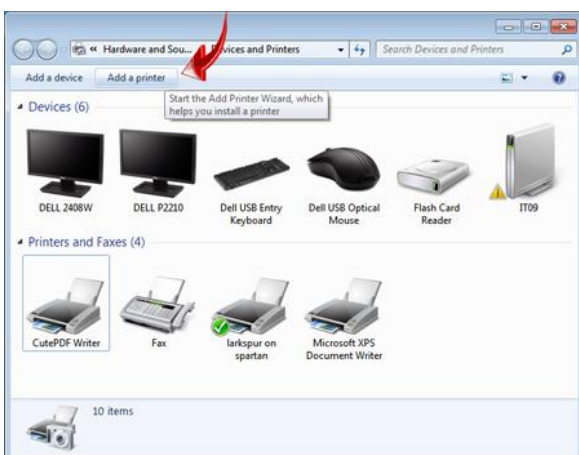 « Hardware and Sou...
Devices and Printers
Search Devices and Printers
Add a device
Add a printer
Start the Add Printer Wizard, which
helps you install a printer
Devices (6)
DELL 2408W
DELL P2210
Dell USB Entry
Keyboard
Dell USB Optical
Mouse
Flash Card
Reader
IT09
Printers and Faxes (4)
CutePDF Writer
Fax
larkspur on
spartan
Microsoft XPS
Document Writer
10 items